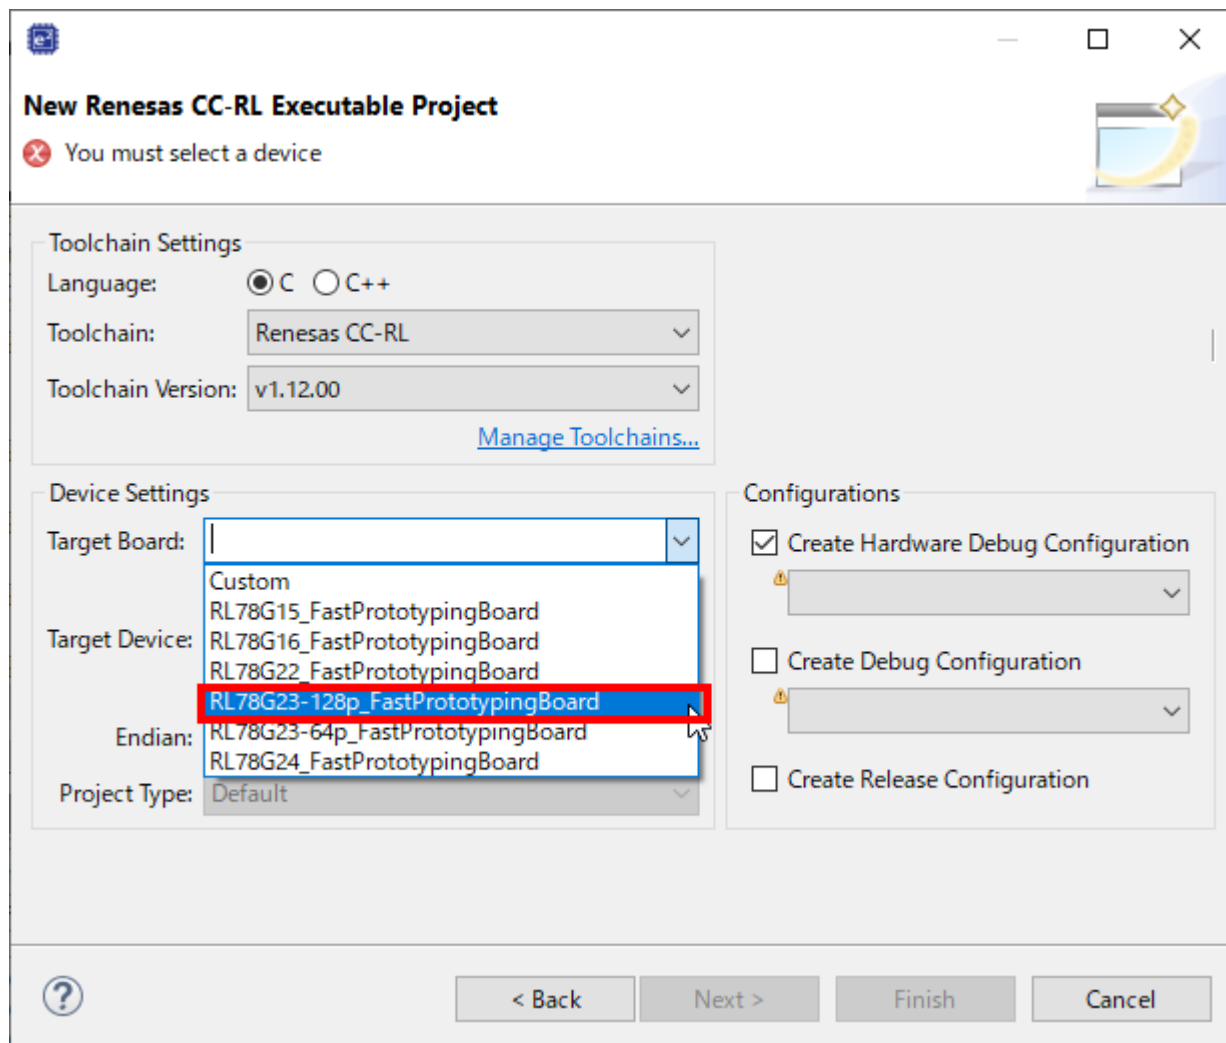 New Renesas CC-RL Executable Project
You must select a device
Toolchain Settings
Language: C C++
Toolchain: Renesas CC-RL
Toolchain Version: v1.12.00
Manage Toolchains...
Device Settings
Target Board:
Custom
RL78G15_FastPrototypingBoard
RL78G16_FastPrototypingBoard
Target Device:
RL78G22_FastPrototypingBoard
RL78G23-128p_FastPrototypingBoard
RL78G23-64p_FastPrototypingBoard
Endian:
RL78G24_FastPrototypingBoard
Project Type: Default
Configurations
Create Hardware Debug Configuration
Create Debug Configuration
Create Release Configuration
? < Back Next > Finish Cancel